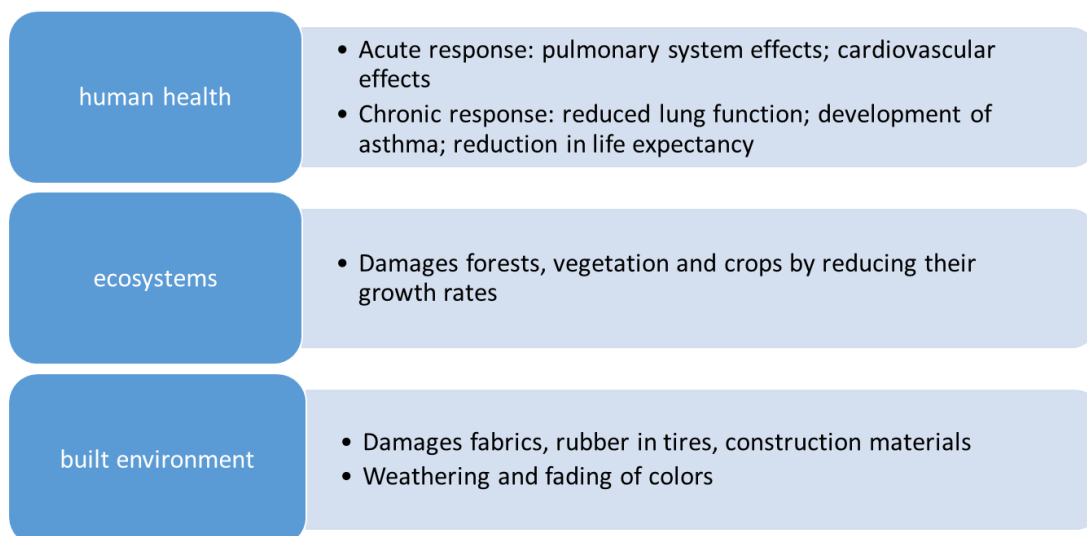 human health
• Acute response: pulmonary system effects; cardiovascular
effects
• Chronic response: reduced lung function; development of
asthma; reduction in life expectancy
ecosystems
• Damages forests, vegetation and crops by reducing their
growth rates
built environment
• Damages fabrics, rubber in tires, construction materials
• Weathering and fading of colors